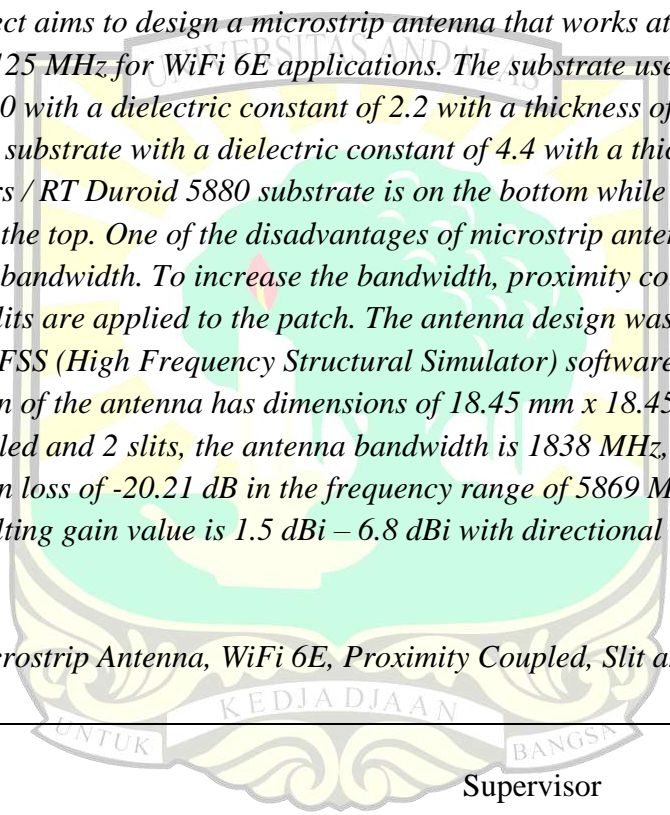 ect aims to design a microstrip antenna that works at
125 MHz for WiFi 6E applications. The substrate use
0 with a dielectric constant of 2.2 with a thickness of
substrate with a dielectric constant of 4.4 with a thic
rs / RT Duroid 5880 substrate is on the bottom while
the top. One of the disadvantages of microstrip anten
bandwidth. To increase the bandwidth, proximity co
lits are applied to the patch. The antenna design was
FSS (High Frequency Structural Simulator) software
n of the antenna has dimensions of 18.45 mm x 18.45
led and 2 slits, the antenna bandwidth is 1838 MHz,
n loss of -20.21 dB in the frequency range of 5869 M
lting gain value is 1.5 dBi – 6.8 dBi with directional
crostrip Antenna, WiFi 6E, Proximity Coupled, Slit a
Supervisor
UNIVERSITAS ANDALAS
KEDJADJAAN
UNTUK
BANGSA